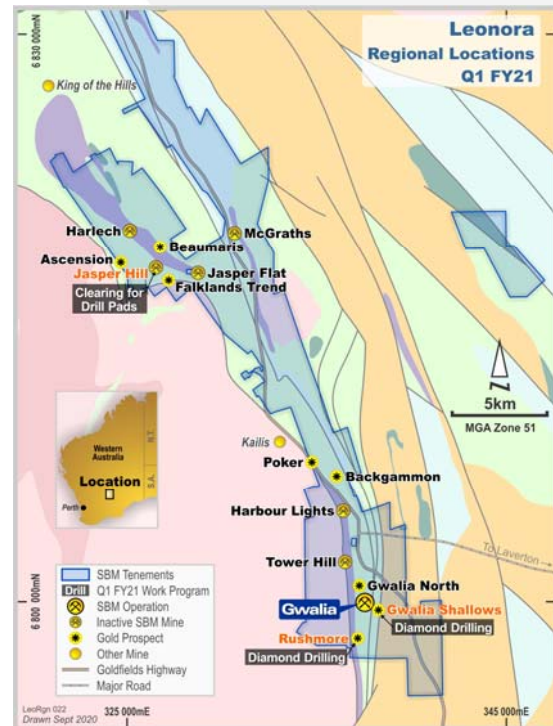 Leonora
Regional Locations
Q1 FY21
6 830 000mN
King of the Hills
Harlech
McGraths
Beaumaris
Ascension
Jasper Hill
Jasper Flat
Falklands Trend
Clearing for
Drill Pads
N
5km
MGA Zone 51
Western
Australia
N.T.
S.A.
Location
Perth
Kailis
Poker
Backgammon
Harbour Lights
To Laverton
Tower Hill
Gwalia North
Gwalia
Gwalia Shallows
Diamond Drilling
Rushmore
Diamond Drilling
6 800 000mN
SBM Tenements
Drill Q1 FY21 Work Program
SBM Operation
Inactive SBM Mine
Gold Prospect
Other Mine
Goldfields Highway
Major Road
LeoRgn 022
Drawn Sept 2020
325 000mE
345 000mE